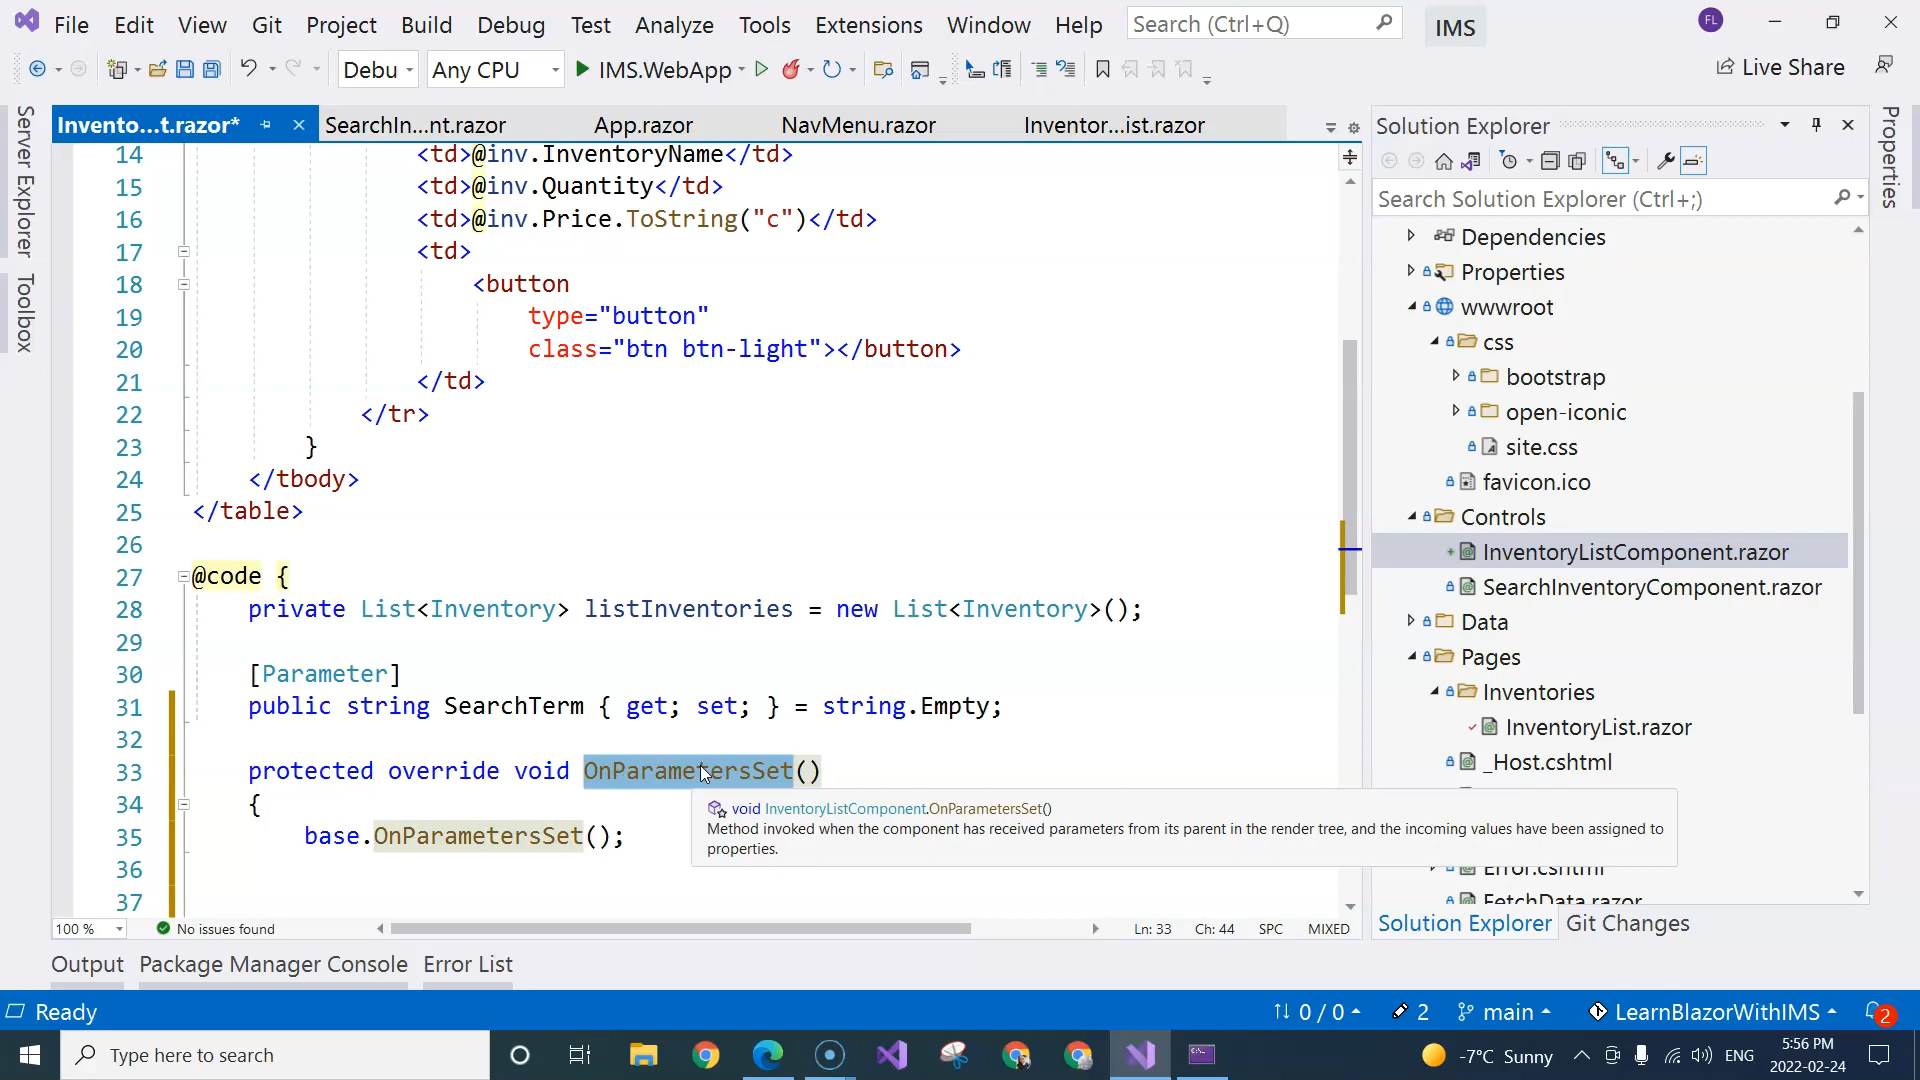 File Edit View Git Project Build Debug Test Analyze Tools Extensions Window Help Search (Ctrl+Q) IMS FL
Debu Any CPU IMS.WebApp Live Share
Server Explorer
Toolbox
Invento...t.razor* SearchIn...nt.razor App.razor NavMenu.razor Inventor...ist.razor
14 <td>@inv.InventoryName</td>
15 <td>@inv.Quantity</td>
16 <td>@inv.Price.ToString("c")</td>
17 <td>
18 <button
19 type="button"
20 class="btn btn-light"></button>
21 </td>
22 </tr>
23 }
24 </tbody>
25 </table>
26
27 @code {
28 private List<Inventory> listInventories = new List<Inventory>();
29
30 [Parameter]
31 public string SearchTerm { get; set; } = string.Empty;
32
33 protected override void OnParametersSet()
34 {
35 base.OnParametersSet();
36
37
void InventoryListComponent.OnParametersSet()
Method invoked when the component has received parameters from its parent in the render tree, and the incoming values have been assigned to
properties.
100 % No issues found Ln: 33 Ch: 44 SPC MIXED
Solution Explorer
Search Solution Explorer (Ctrl+;)
Dependencies
Properties
wwwroot
css
bootstrap
open-iconic
site.css
favicon.ico
Controls
InventoryListComponent.razor
SearchInventoryComponent.razor
Data
Pages
Inventories
InventoryList.razor
_Host.cshtml
Error.cshtml
FetchData.razor
Solution Explorer Git Changes
Properties
Output Package Manager Console Error List
Ready 0 / 0 2 main LearnBlazorWithIMS 2
Type here to search -7°C Sunny ENG 5:56 PM
2022-02-24